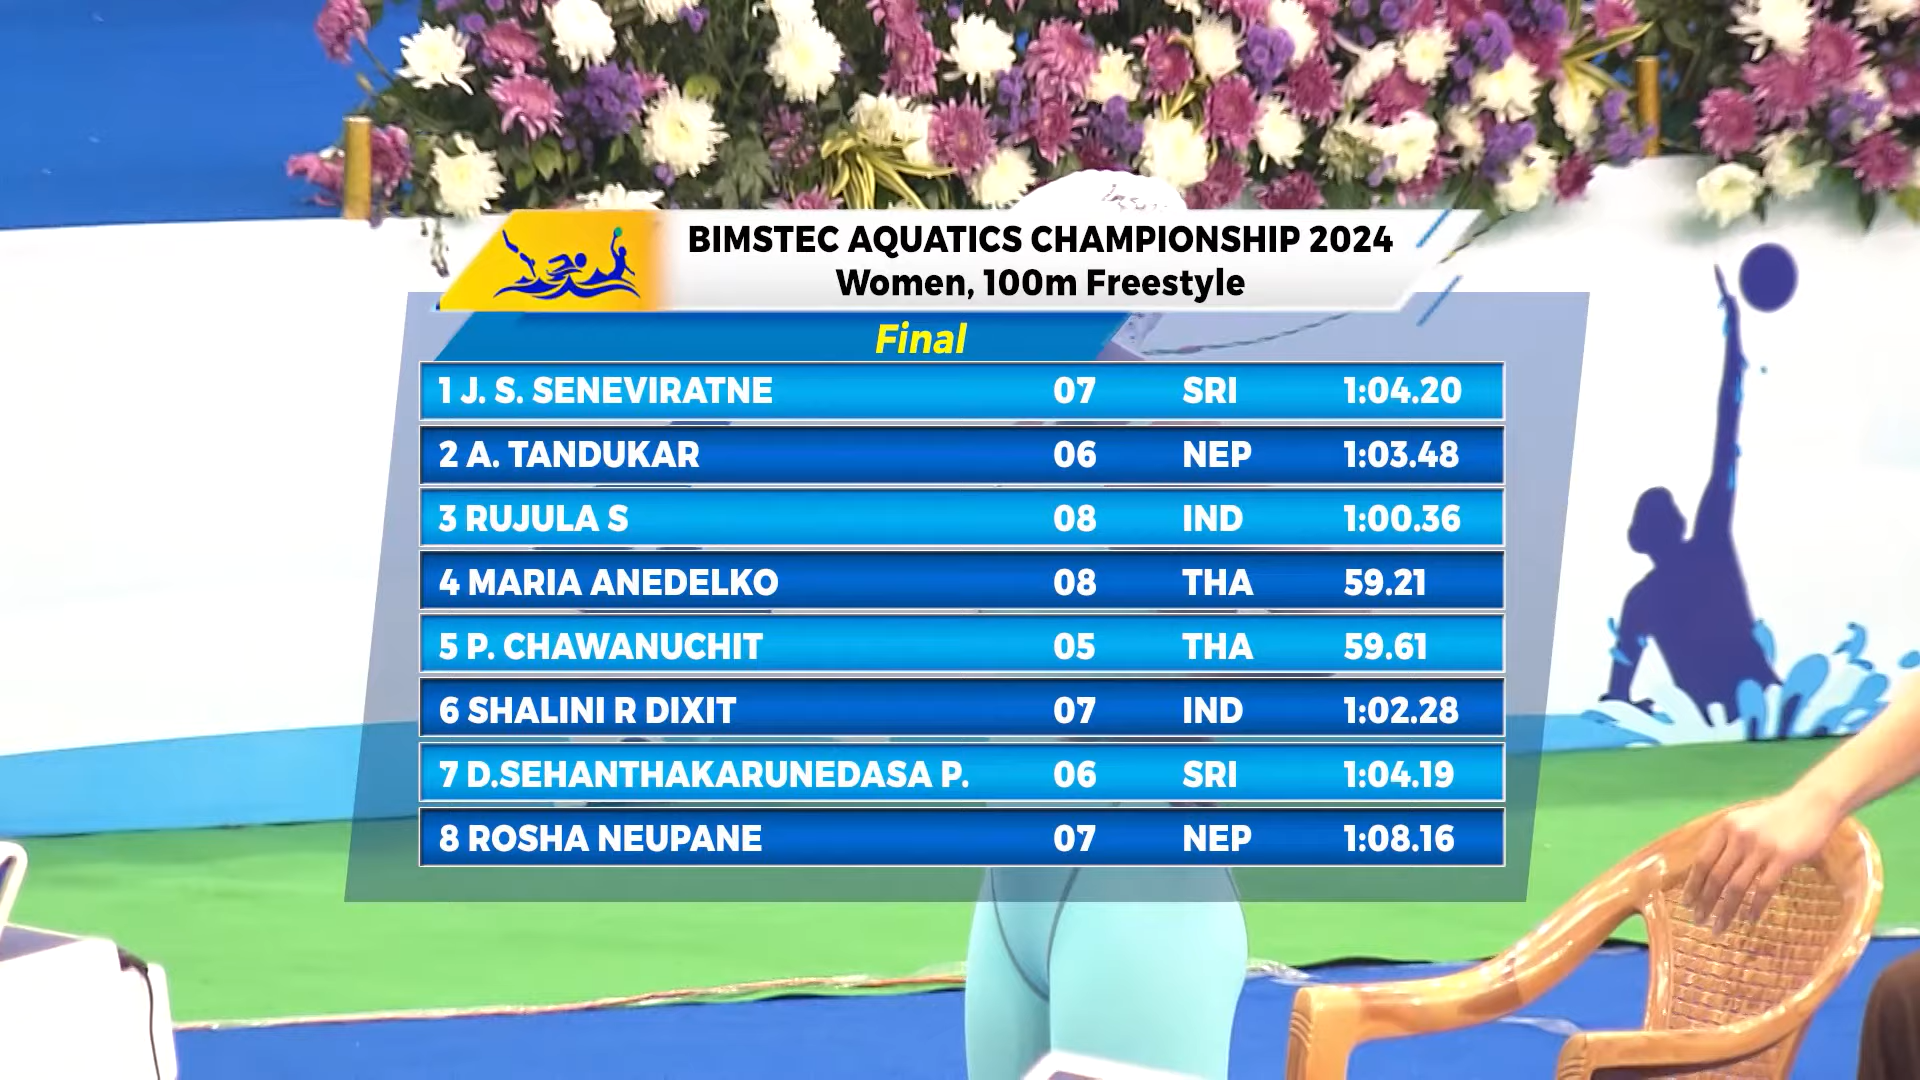 BIMSTEC AQUATICS CHAMPIONSHIP 2024
Women, 100m Freestyle
Final
1 J. S. SENEVIRATNE 07 SRI 1:04.20
2 A. TANDUKAR 06 NEP 1:03.48
3 RUJULA S 08 IND 1:00.36
4 MARIA ANEDELKO 08 THA 59.21
5 P. CHAWANUCHIT 05 THA 59.61
6 SHALINI R DIXIT 07 IND 1:02.28
7 D.SEHANTHAKARUNEDASA P. 06 SRI 1:04.19
8 ROSHA NEUPANE 07 NEP 1:08.16